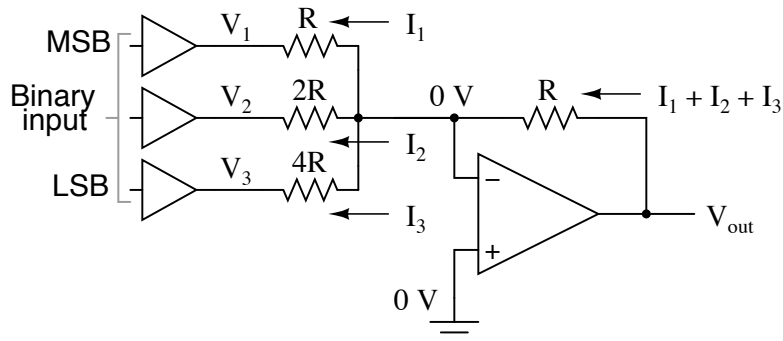 MSB
V1
R
I1
Binary
input
V2
2R
I2
0 V
R
I1 + I2 + I3
LSB
V3
4R
I3
−
+
Vout
0 V